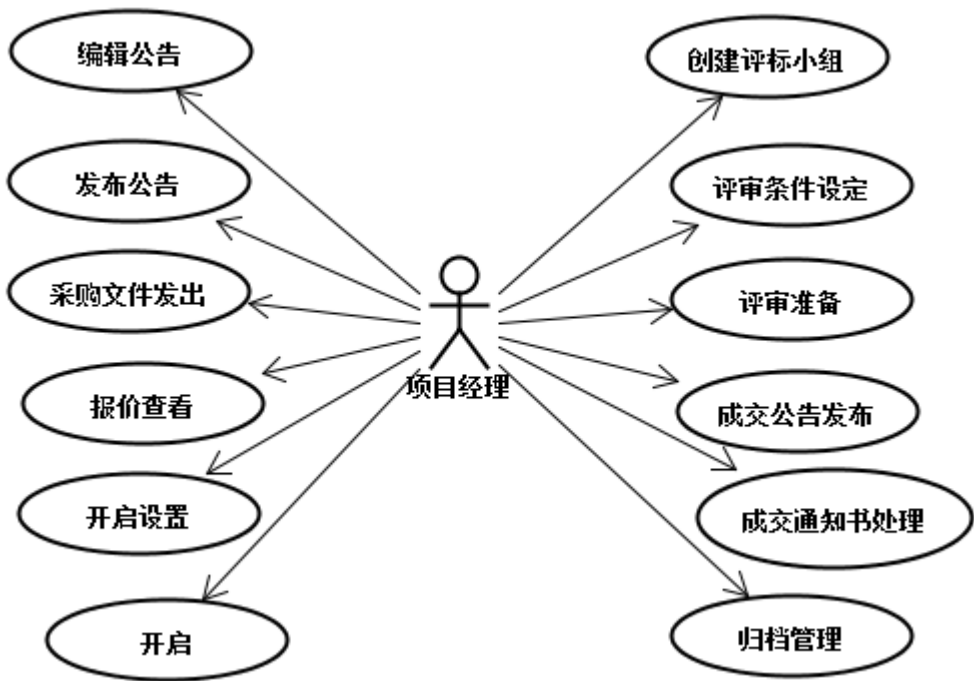 编辑公告
发布公告
采购文件发出
报价查看
开启设置
开启
项目经理
创建评标小组
评审条件设定
评审准备
成交公告发布
成交通知书处理
归档管理